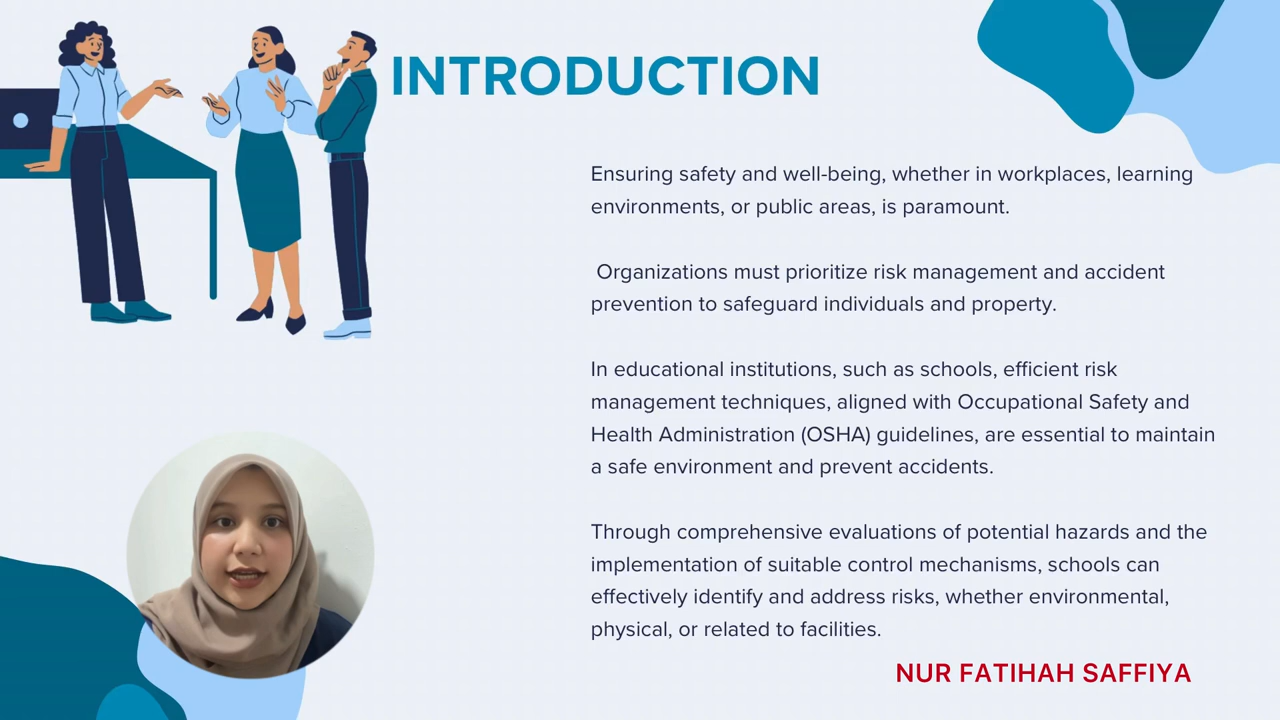 INTRODUCTION
Ensuring safety and well-being, whether in workplaces, learning
environments, or public areas, is paramount.
Organizations must prioritize risk management and accident
prevention to safeguard individuals and property.
In educational institutions, such as schools, efficient risk
management techniques, aligned with Occupational Safety and
Health Administration (OSHA) guidelines, are essential to maintain
a safe environment and prevent accidents.
Through comprehensive evaluations of potential hazards and the
implementation of suitable control mechanisms, schools can
effectively identify and address risks, whether environmental,
physical, or related to facilities.
NUR FATIHAH SAFFIYA